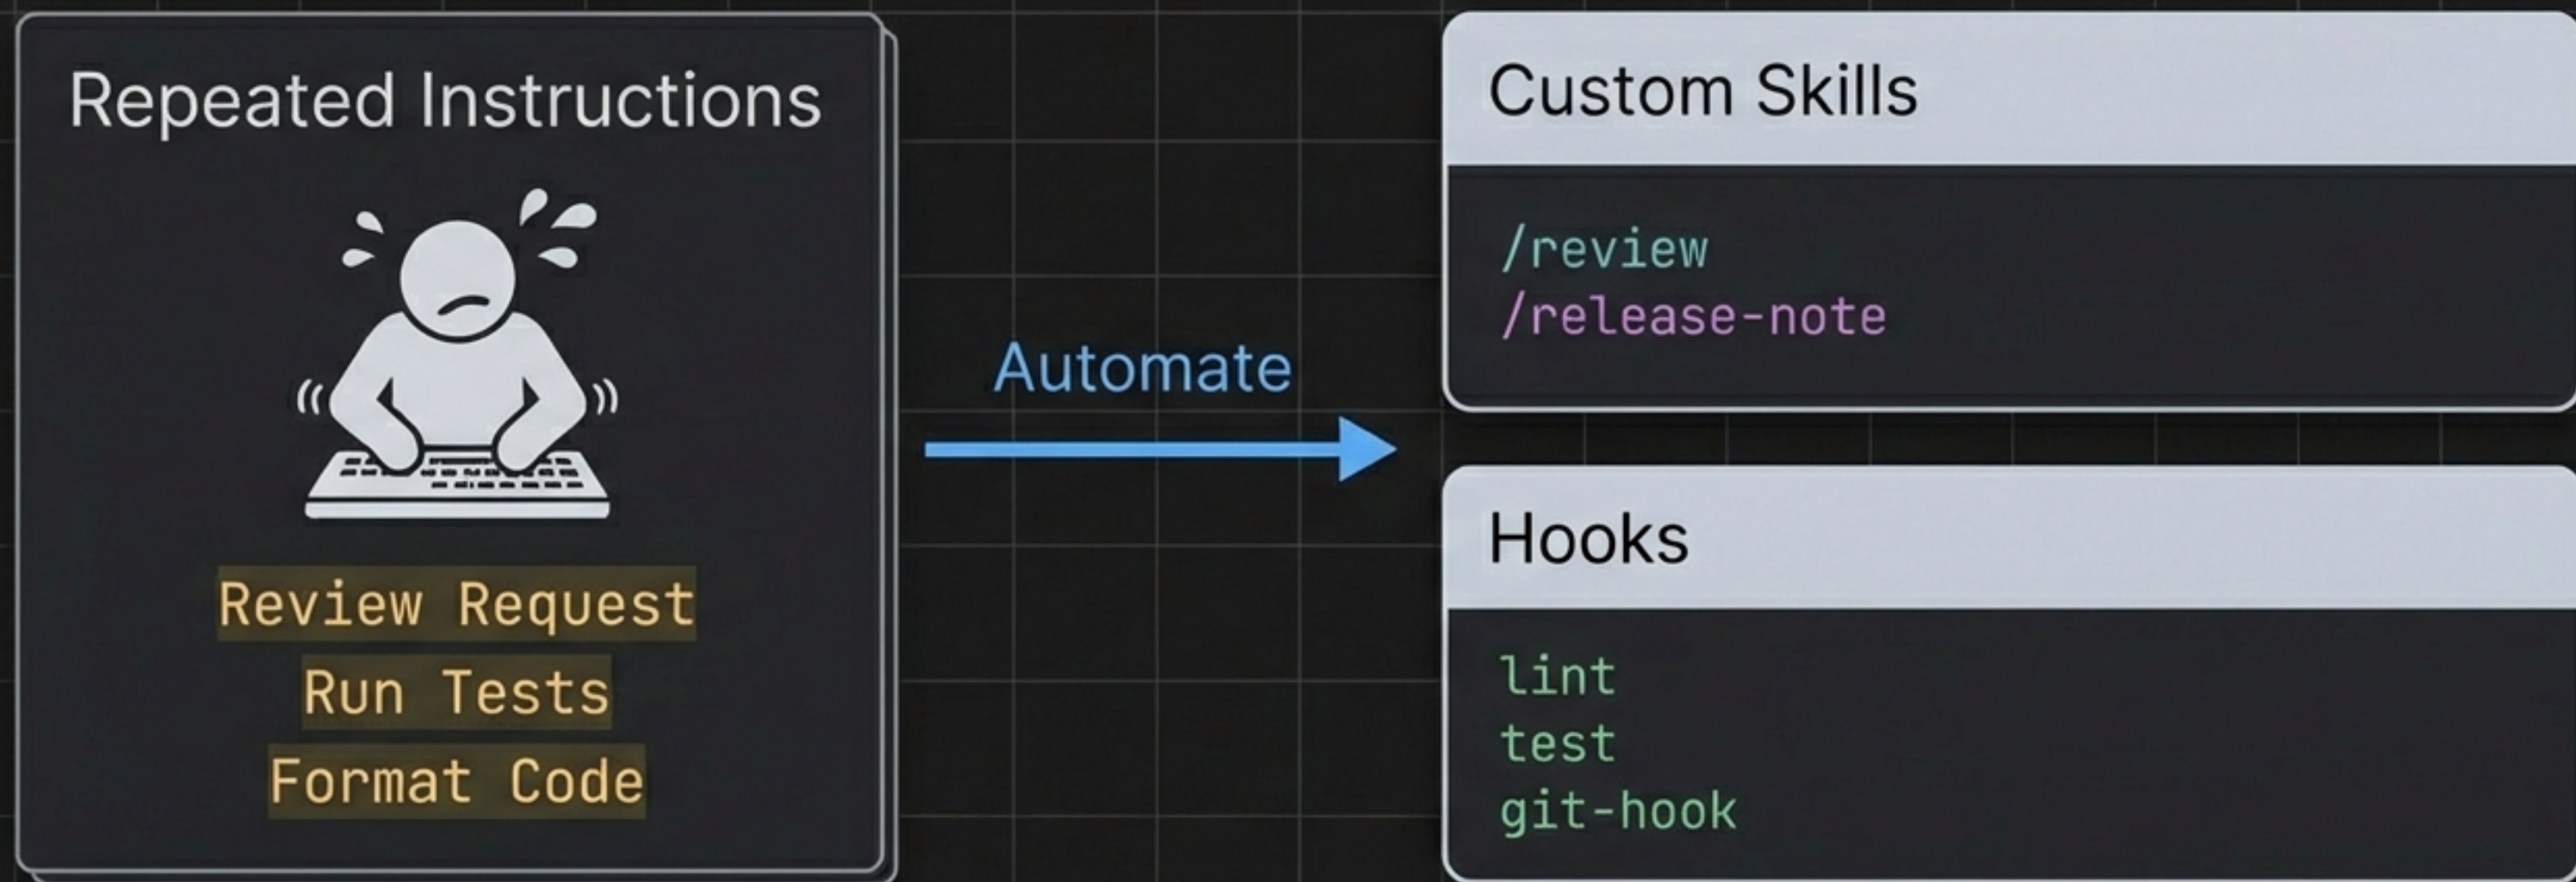 Repeated Instructions
Review Request
Run Tests
Format Code
Automate
Custom Skills
/review
/release-note
Hooks
lint
test
git-hook